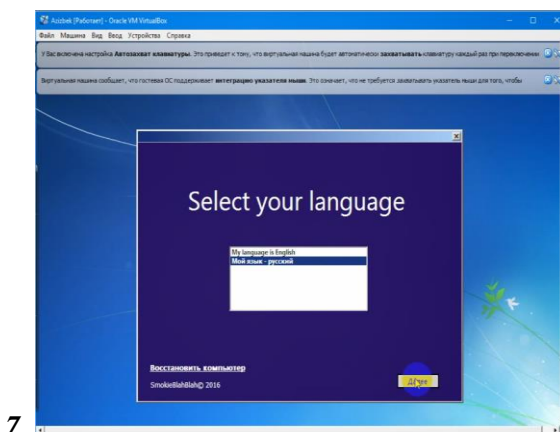 Azizbek [Работает] - Oracle VM VirtualBox
Файл Машина Вид Ввод Устройства Справка
У Вас включена настройка Автозахват клавиатуры. Это приведет к тому, что виртуальная машина будет автоматически захватывать клавиатуру каждый раз при переключении
Виртуальная машина сообщает, что гостевая ОС поддерживает интеграцию указателя мыши. Это означает, что не требуется захватывать указатель мыши для того, чтобы
Select your language
My language is English
Мой язык - русский
Восстановить компьютер
SmokieBlahBlah© 2016
Далее
7